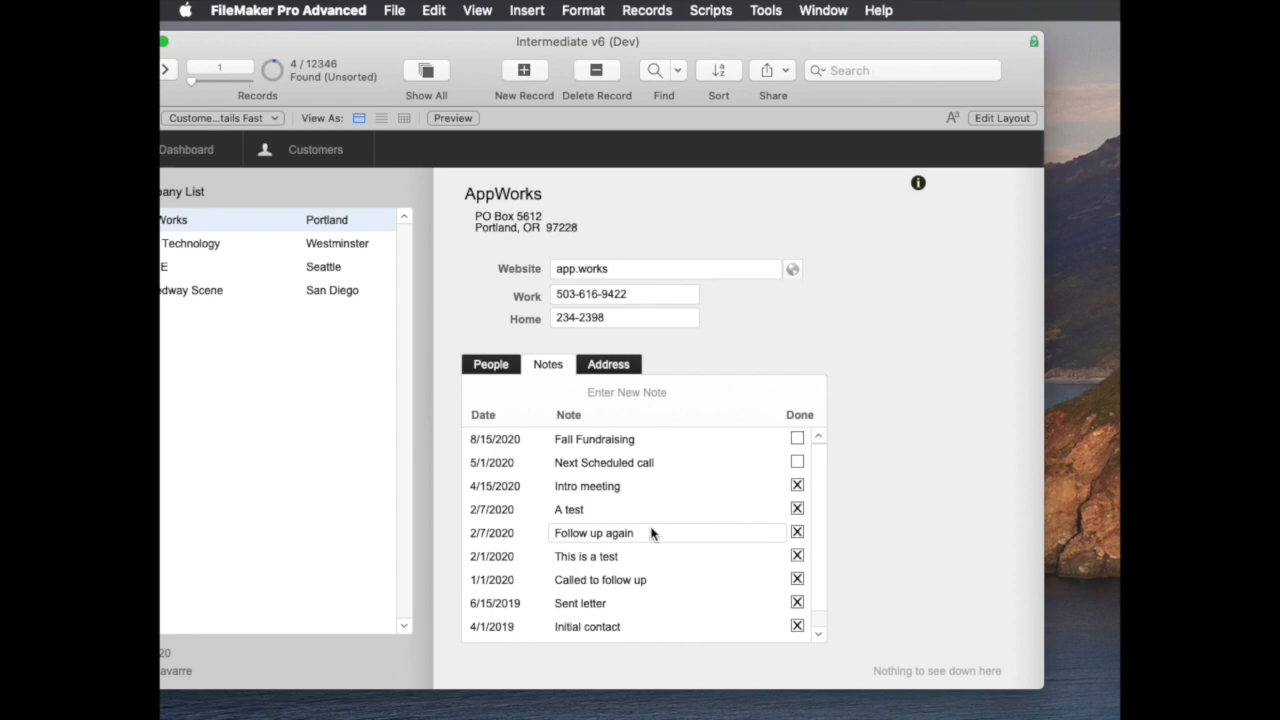 FileMaker Pro Advanced File Edit View Insert Format Records Scripts Tools Window Help
Intermediate v6 (Dev)
1
4 / 12346
Found (Unsorted)
Search
Records Show All New Record Delete Record Find Sort Share
Custome...tails Fast View As: Preview Aa Edit Layout
Dashboard Customers
any List
Works Portland
Technology Westminster
E Seattle
edway Scene San Diego
20
avarre
AppWorks
PO Box 5612
Portland, OR 97228
Website app.works
Work 503-616-9422
Home 234-2398
People Notes Address
Enter New Note
Date Note Done
8/15/2020 Fall Fundraising
5/1/2020 Next Scheduled call
4/15/2020 Intro meeting
2/7/2020 A test
2/7/2020 Follow up again
2/1/2020 This is a test
1/1/2020 Called to follow up
6/15/2019 Sent letter
4/1/2019 Initial contact
Nothing to see down here